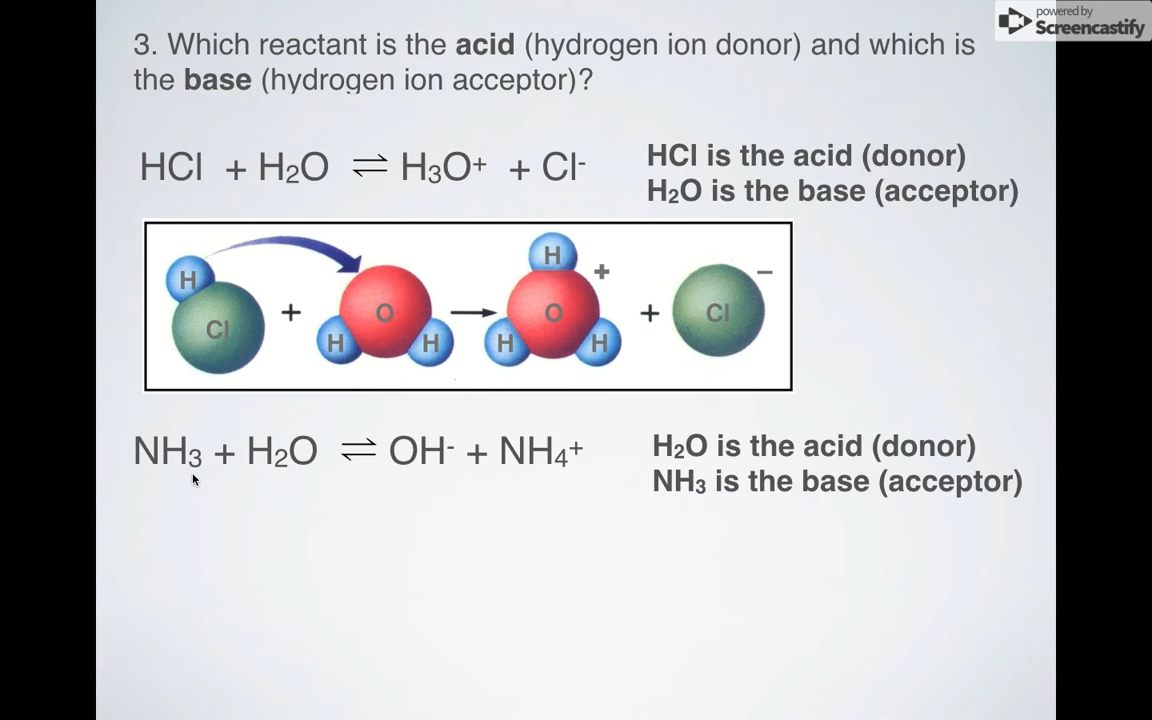 powered by
Screencastify
3. Which reactant is the acid (hydrogen ion donor) and which is
the base (hydrogen ion acceptor)?
HCl + H2O ⇌ H3O+ + Cl-
HCl is the acid (donor)
H2O is the base (acceptor)
H
Cl
+
O
H
H
→
H
O
H
H
+
+
Cl
−
NH3 + H2O ⇌ OH- + NH4+
H2O is the acid (donor)
NH3 is the base (acceptor)